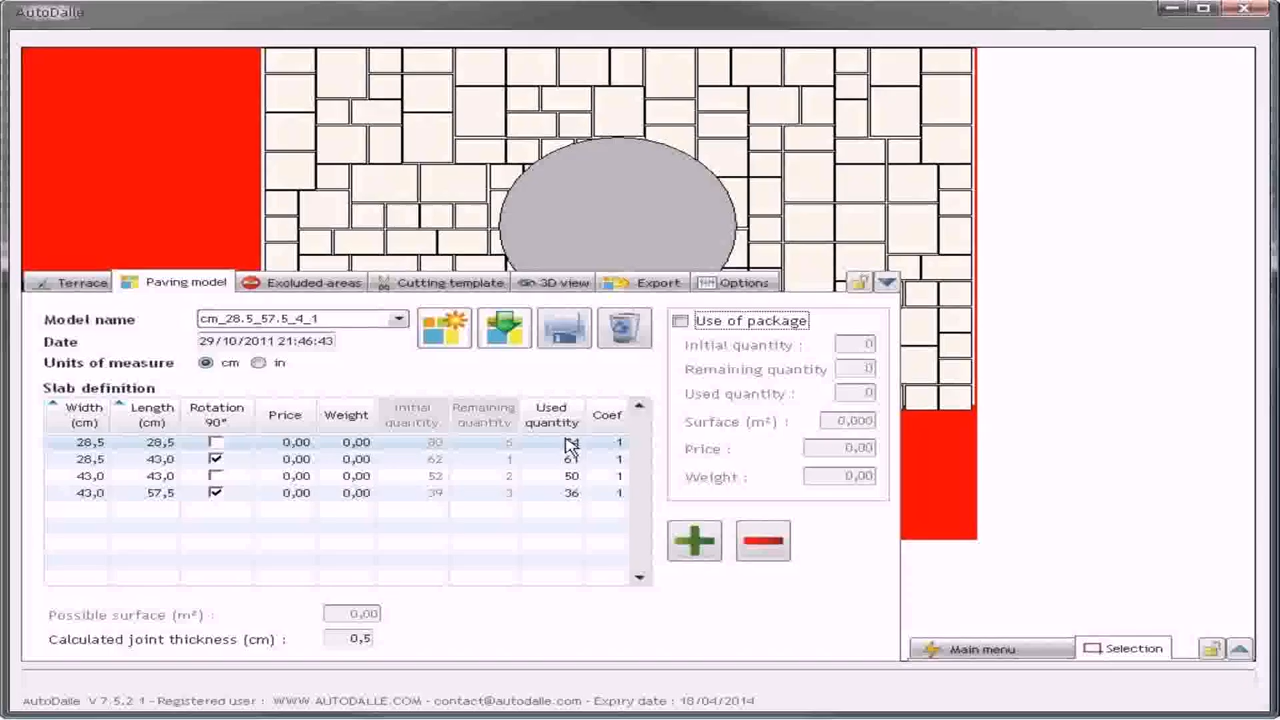 AutoDalle
Terrace Paving model Excluded areas Cutting template 3D view Export Options
Model name cm_28.5_57.5_4_1
Date 29/10/2011 21:46:43
Units of measure cm in
Slab definition
Width (cm) Length (cm) Rotation 90° Price Weight Initial quantity Remaining quantity Used quantity Coef
28,5 28,5 0,00 0,00 80 6 1
28,5 43,0 0,00 0,00 62 1 61 1
43,0 43,0 0,00 0,00 52 2 50 1
43,0 57,5 0,00 0,00 39 3 36 1
Possible surface (m²) : 0,00
Calculated joint thickness (cm) : 0,5
Use of package
Initial quantity : 0
Remaining quantity 0
Used quantity : 0
Surface (m²) : 0,000
Price : 0,00
Weight : 0,00
Main menu Selection
AutoDalle V 7.5.2.1 - Registered user : WWW.AUTODALLE.COM - contact@autodalle.com - Expiry date : 18/04/2014